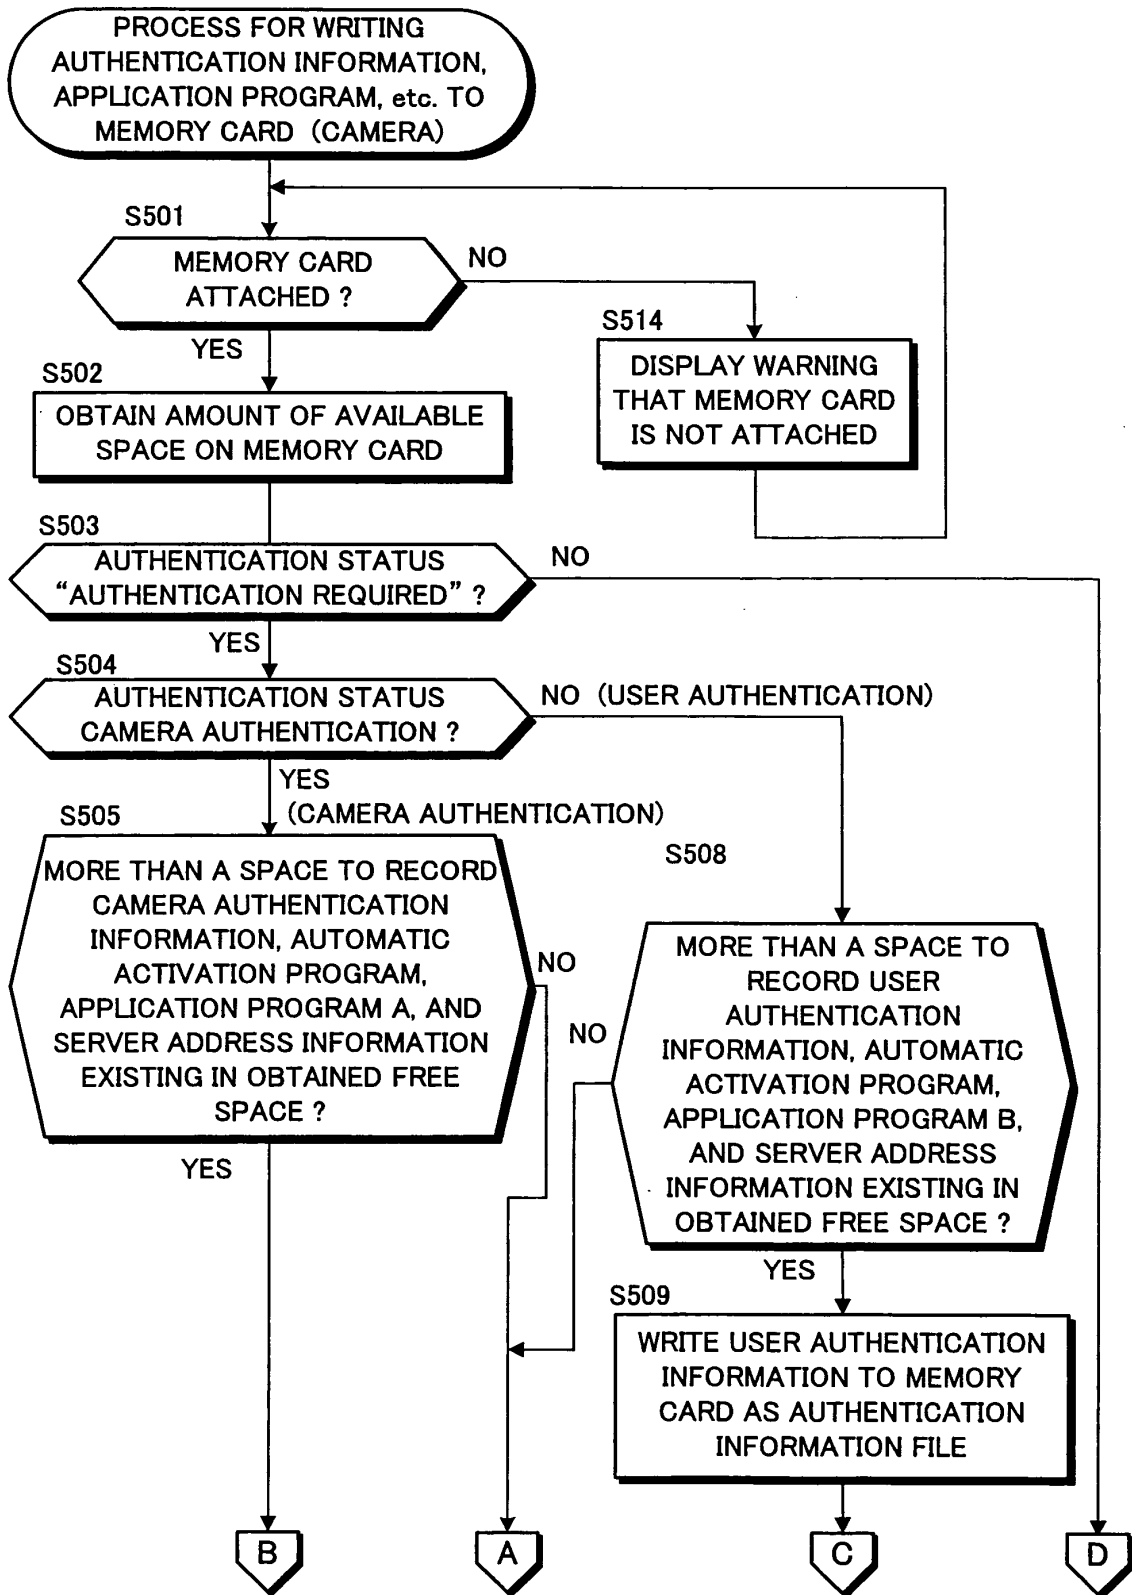 PROCESS FOR WRITING
AUTHENTICATION INFORMATION,
APPLICATION PROGRAM, etc. TO
MEMORY CARD (CAMERA)
S501
MEMORY CARD
ATTACHED ?
NO
YES
S514
DISPLAY WARNING
THAT MEMORY CARD
IS NOT ATTACHED
S502
OBTAIN AMOUNT OF AVAILABLE
SPACE ON MEMORY CARD
S503
AUTHENTICATION STATUS
“AUTHENTICATION REQUIRED” ?
NO
YES
S504
AUTHENTICATION STATUS
CAMERA AUTHENTICATION ?
NO (USER AUTHENTICATION)
YES
(CAMERA AUTHENTICATION)
S505
MORE THAN A SPACE TO RECORD
CAMERA AUTHENTICATION
INFORMATION, AUTOMATIC
ACTIVATION PROGRAM,
APPLICATION PROGRAM A, AND
SERVER ADDRESS INFORMATION
EXISTING IN OBTAINED FREE
SPACE ?
NO
YES
S508
MORE THAN A SPACE TO
RECORD USER
AUTHENTICATION
INFORMATION, AUTOMATIC
ACTIVATION PROGRAM,
APPLICATION PROGRAM B,
AND SERVER ADDRESS
INFORMATION EXISTING IN
OBTAINED FREE SPACE ?
NO
YES
S509
WRITE USER AUTHENTICATION
INFORMATION TO MEMORY
CARD AS AUTHENTICATION
INFORMATION FILE
B
A
C
D